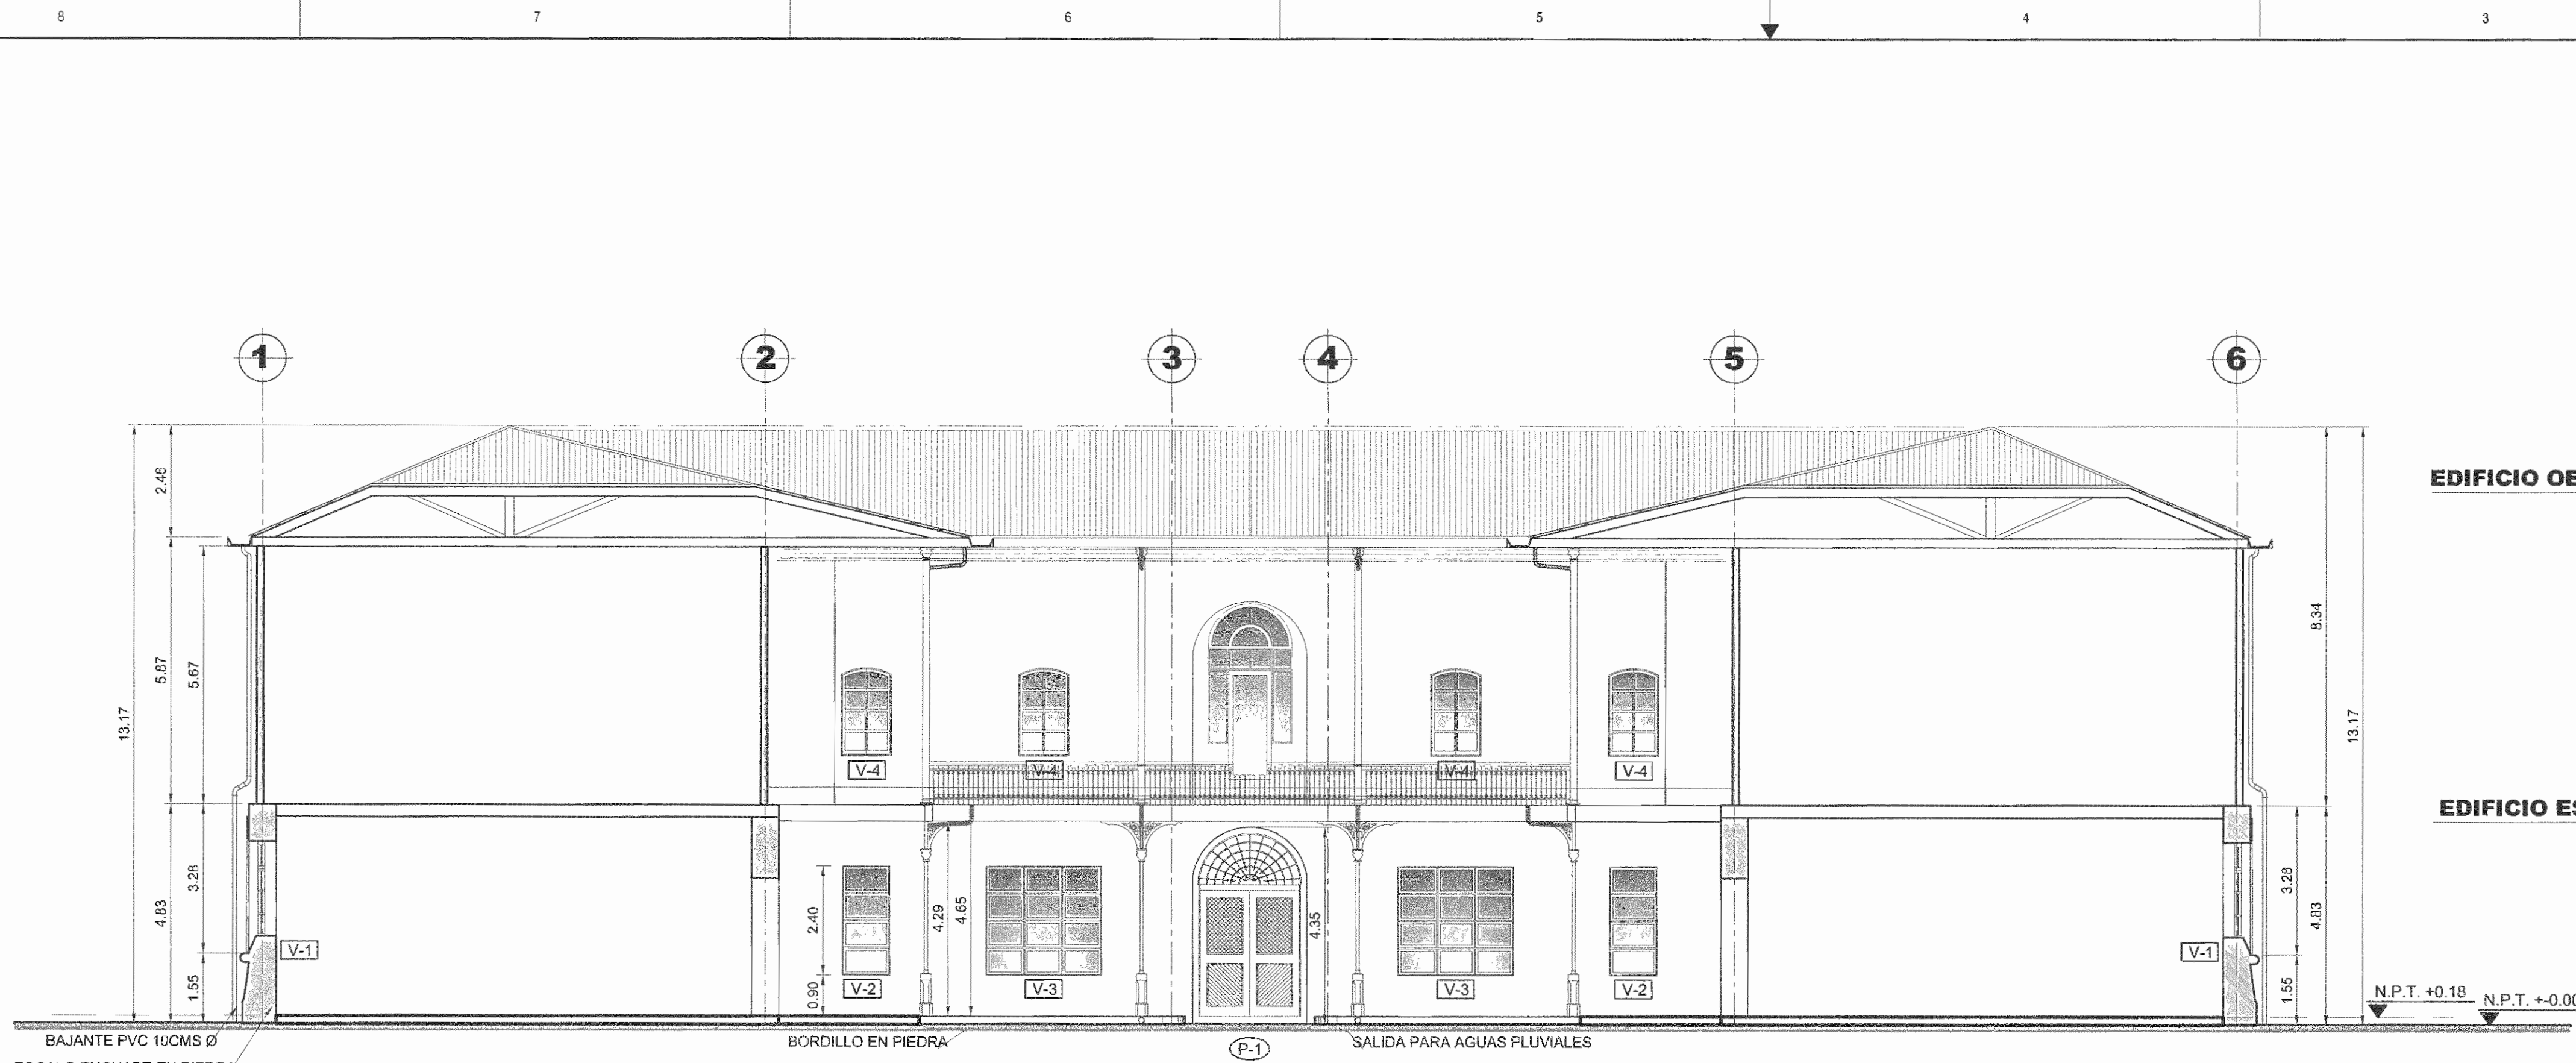 8 7 6 5 4 3
1 2 3 4 5 6
2.46
EDIFICIO OE
8.34
5.87
5.67
13.17
13.17
V-4 V-4 V-4 V-4
EDIFICIO ES
3.28
4.83
2.40
4.29
4.65
4.35
3.28
4.83
V-1
V-1
1.55
0.90
V-2 V-3 V-3 V-2
1.55
N.P.T. +0.18
N.P.T. +-0.00
BAJANTE PVC 10CMS Ø
BORDILLO EN PIEDRA
P-1
SALIDA PARA AGUAS PLUVIALES